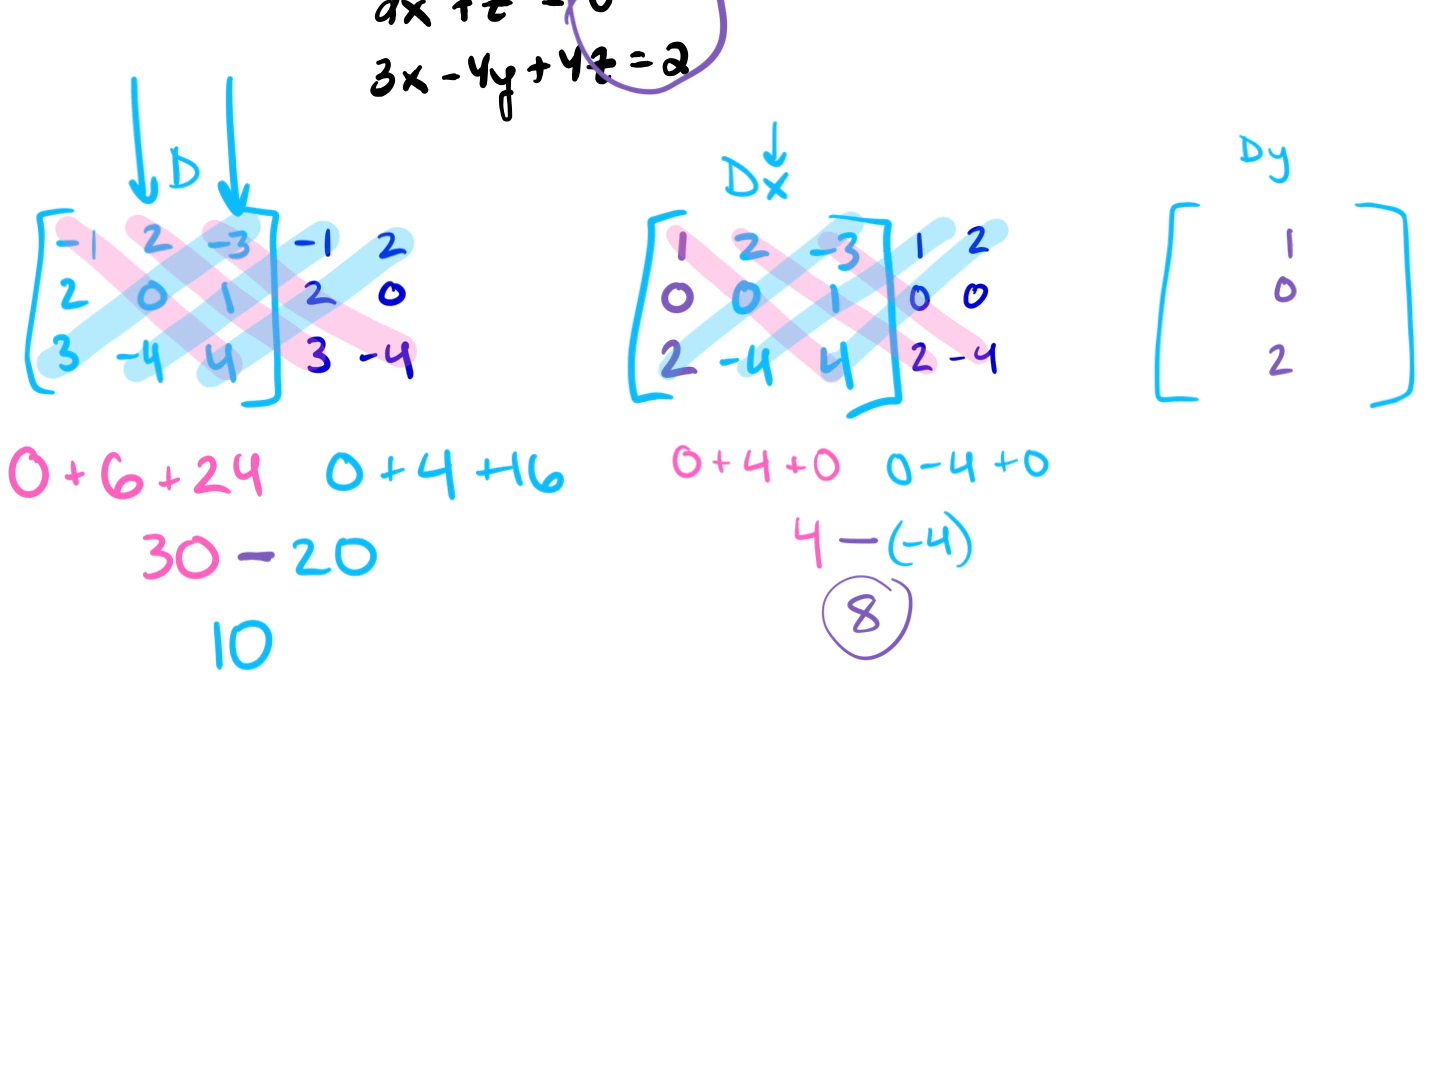 2x + z = 0
3x - 4y + 4z = 2
D
-1 2 -3 -1 2
2 0 1 2 0
3 -4 4 3 -4
0 + 6 + 24 0 + 4 + 16
30 - 20
10
Dx
1 2 -3 1 2
0 0 1 0 0
2 -4 4 2 -4
0 + 4 + 0 0 - 4 + 0
4 - (-4)
8
Dy
1
0
2